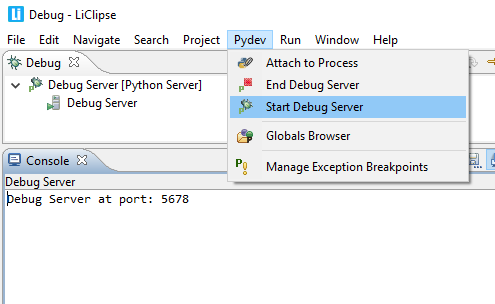 Debug - LiClipse
File Edit Navigate Search Project Pydev Run Window Help
Debug
Attach to Process
Debug Server [Python Server]
End Debug Server
Debug Server
Start Debug Server
Globals Browser
Manage Exception Breakpoints
Console
Debug Server
Debug Server at port: 5678